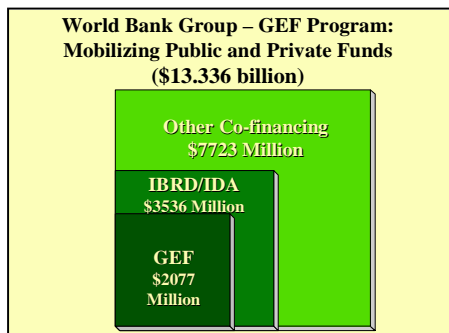 World Bank Group – GEF Program:
Mobilizing Public and Private Funds
($13.336 billion)
Other Co-financing
$7723 Million
IBRD/IDA
$3536 Million
GEF
$2077
Million